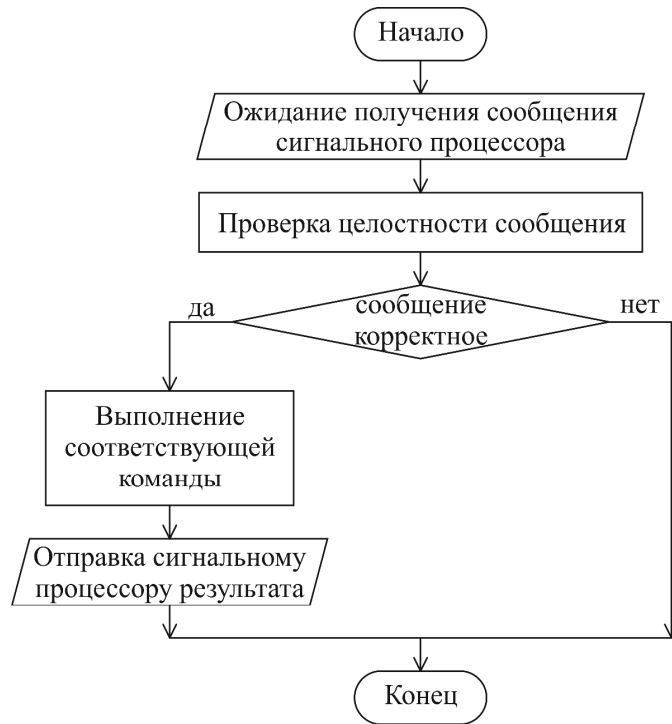 Начало
Ожидание получения сообщения
сигнального процессора
Проверка целостности сообщения
да
сообщение
корректное
нет
Выполнение
соответствующей
команды
Отправка сигнальному
процессору результата
Конец